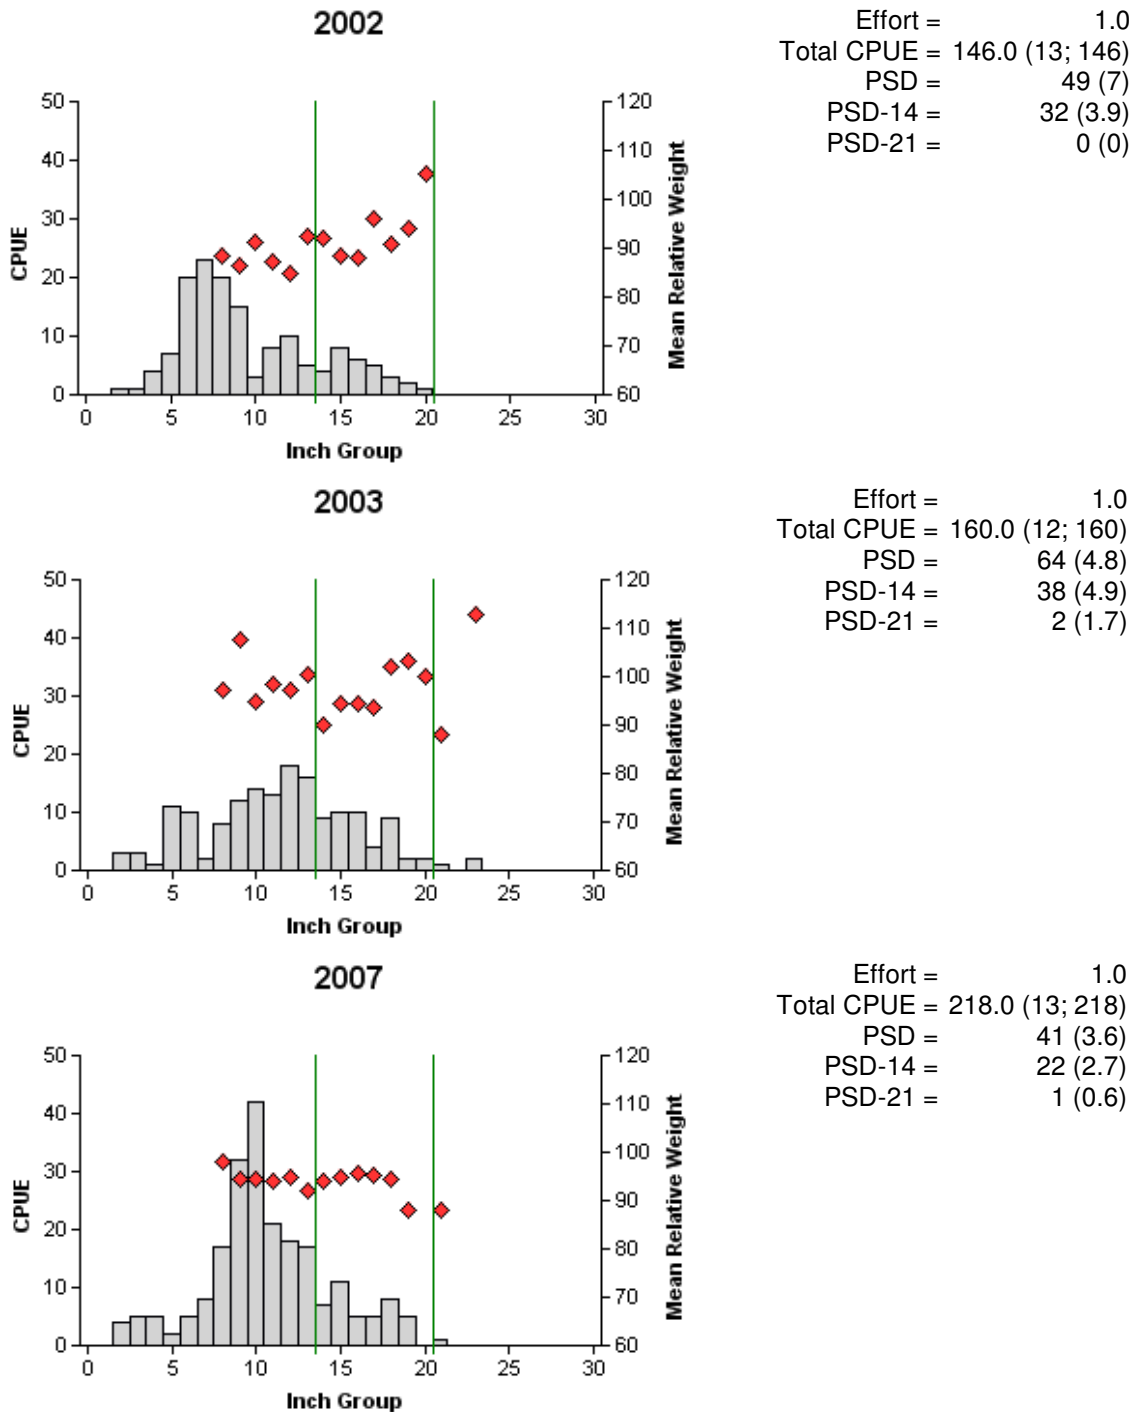 2002
Effort = 1.0
Total CPUE = 146.0 (13; 146)
PSD = 49 (7)
PSD-14 = 32 (3.9)
PSD-21 = 0 (0)
50
40
30
20
10
0
CPUE
120
110
100
90
80
70
60
Mean Relative Weight
0 5 10 15 20 25 30
Inch Group
2003
Effort = 1.0
Total CPUE = 160.0 (12; 160)
PSD = 64 (4.8)
PSD-14 = 38 (4.9)
PSD-21 = 2 (1.7)
50
40
30
20
10
0
CPUE
120
110
100
90
80
70
60
Mean Relative Weight
0 5 10 15 20 25 30
Inch Group
2007
Effort = 1.0
Total CPUE = 218.0 (13; 218)
PSD = 41 (3.6)
PSD-14 = 22 (2.7)
PSD-21 = 1 (0.6)
50
40
30
20
10
0
CPUE
120
110
100
90
80
70
60
Mean Relative Weight
0 5 10 15 20 25 30
Inch Group